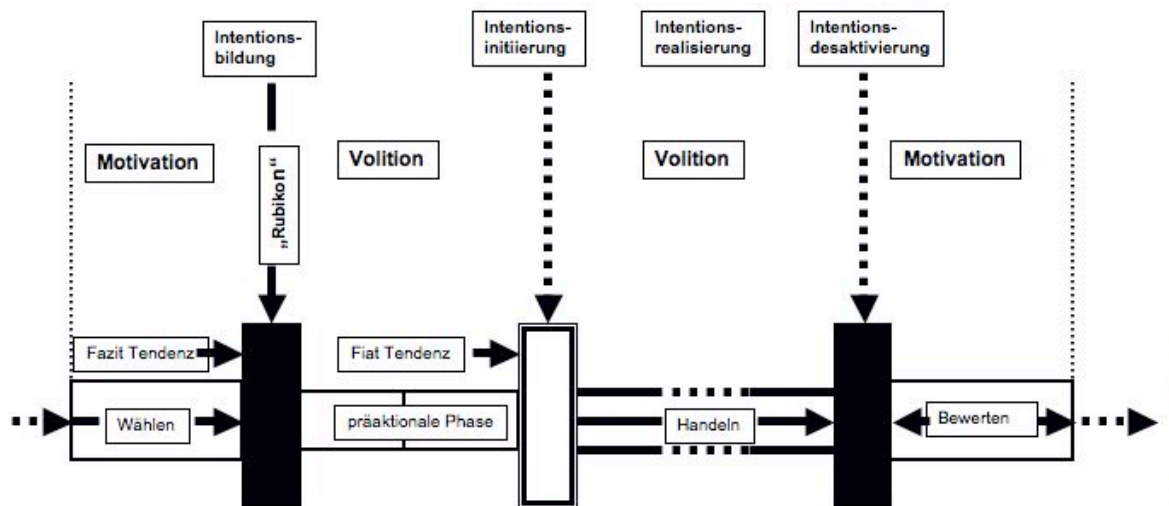 Intentions-
bildung
Intentions-
initiierung
Intentions-
realisierung
Intentions-
desaktivierung
Motivation
„Rubikon“
Volition
Volition
Motivation
Fazit Tendenz
Fiat Tendenz
Wählen
präaktionale Phase
Handeln
Bewerten